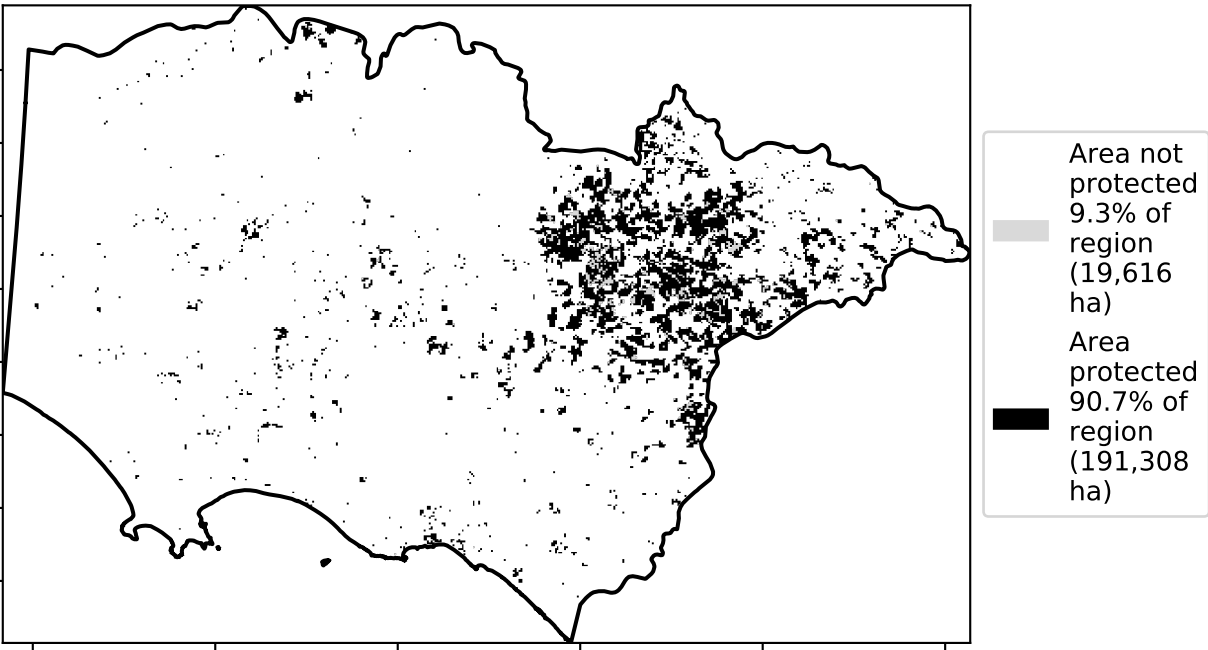 Area not
protected
9.3% of
region
(19,616
ha)
Area
protected
90.7% of
region
(191,308
ha)